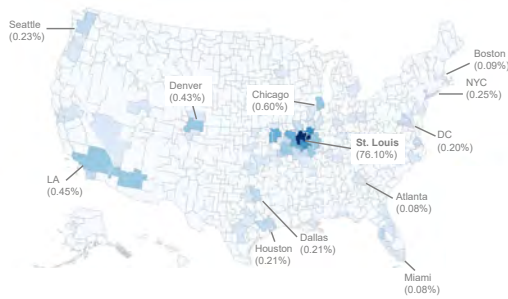 Seattle
(0.23%)
Boston
(0.09%)
NYC
(0.25%)
Denver
(0.43%)
Chicago
(0.60%)
St. Louis
(76.10%)
DC
(0.20%)
LA
(0.45%)
Atlanta
(0.08%)
Dallas
(0.21%)
Houston
(0.21%)
Miami
(0.08%)